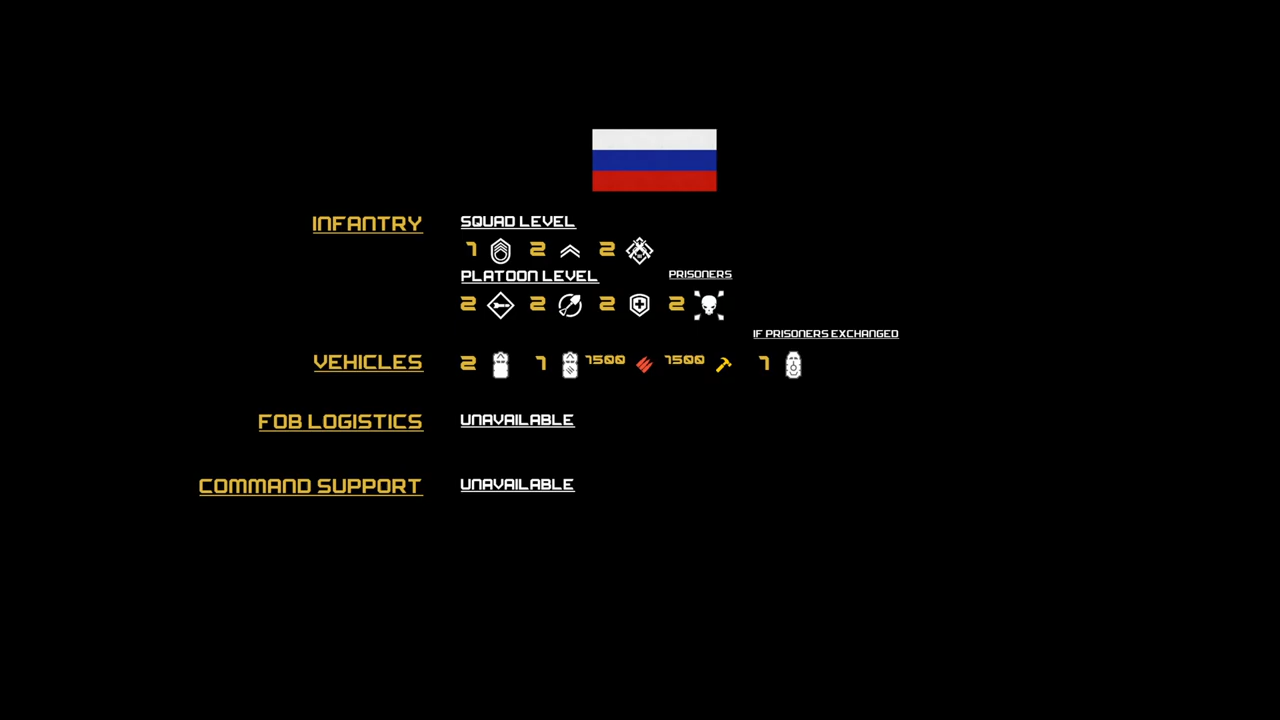 INFANTRY SQUAD LEVEL
1 2 2
PLATOON LEVEL PRISONERS
2 2 2 2
IF PRISONERS EXCHANGED
VEHICLES 2 1 1500 1500 1
FOB LOGISTICS UNAVAILABLE
COMMAND SUPPORT UNAVAILABLE